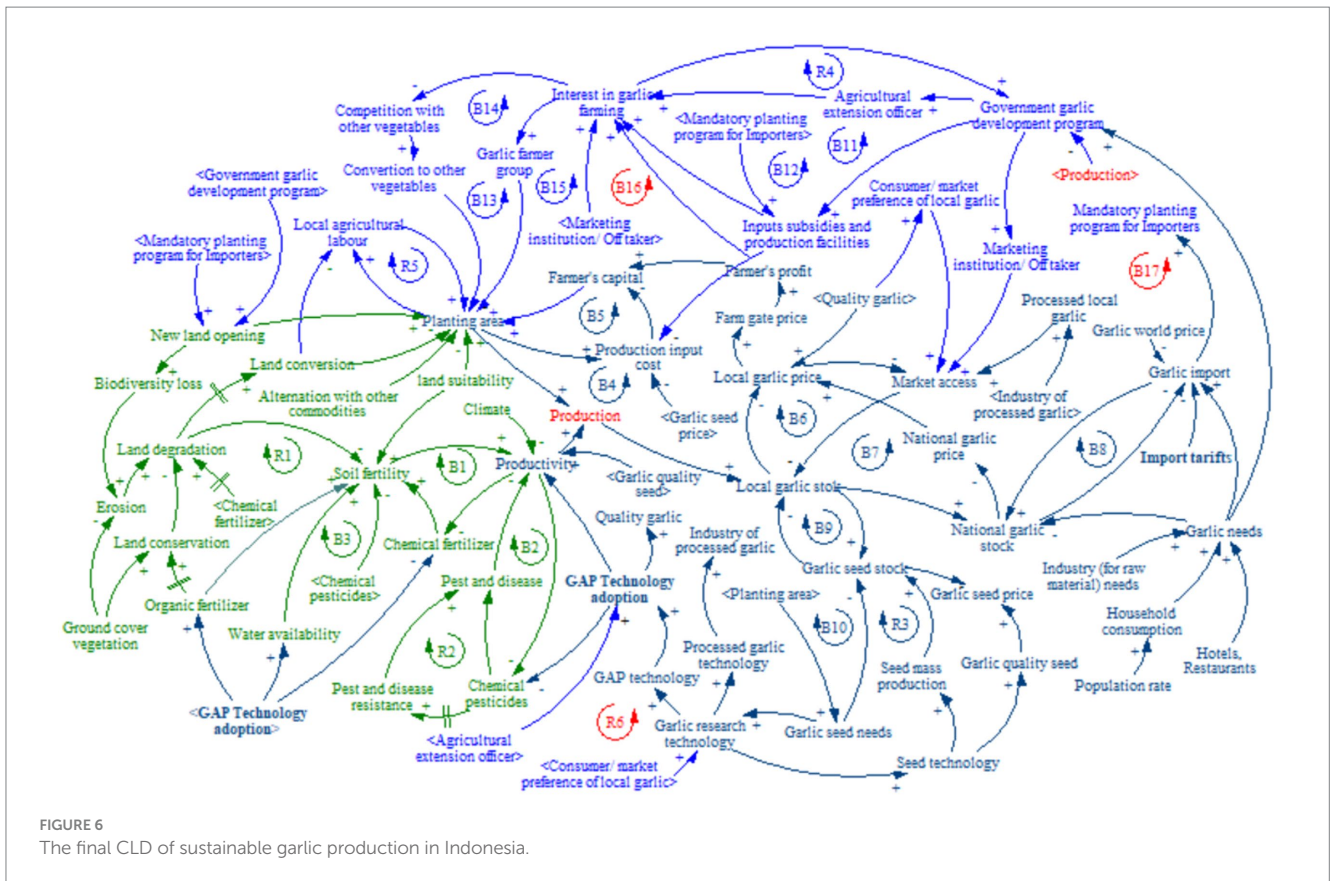 R4
Interest in garlic
farming
Competition with
other vegetables
B14
Agricultural
extension officer
Government garlic
development program
<Mandatory planting
program for Importers>
Garlic farmer
group
B11
B12
Convertion to other
vegetables
<Government garlic
development program>
B13
B15
B16
Consumer/ market
preference of local garlic
<Production>
Mandatory planting
program for Importers
Local agricultural
labour
<Mandatory planting
program for Importers>
<Marketing
institution/ Off taker>
Inputs subsidies and
production facilities
Marketing
institution/ Off taker
R5
B17
Farmer's capital
Farmer's profit
<Quality garlic>
Processed local
garlic
New land opening
Planting area
B5
Farm gate price
Garlic world price
Land conversion
Production input
cost
Biodiversity loss
Alternation with other
commodities
land suitability
B4
Local garlic price
Market access
Garlic import
<Industry of
processed garlic>
Climate
Production
<Garlic seed
price>
B6
Land degradation
R1
B1
B7
National garlic
price
B8
Import tarifts
Soil fertility
Productivity
<Garlic quality
seed>
Local garlic stok
Erosion
<Chemical
fertilizer>
Quality garlic
Industry of
processed garlic
B9
National garlic
stock
Garlic needs
Land conservation
B3
Chemical fertilizer
B2
Garlic seed stock
Industry (for raw
material) needs
<Chemical
pesticides>
Pest and disease
GAP Technology
adoption
<Planting area>
Garlic seed price
Organic fertilizer
Household
consumption
Ground cover
vegetation
Water availability
R2
B10
R3
Processed garlic
technology
Seed mass
production
Garlic quality seed
Hotels,
Restaurants
GAP technology
Population rate
Pest and disease
resistance
Chemical
pesticides
<GAP Technology
adoption>
R6
Garlic research
technology
Garlic seed needs
<Agricultural
extension officer>
<Consumer/ market
preference of local garlic>
Seed technology
FIGURE 6
The final CLD of sustainable garlic production in Indonesia.